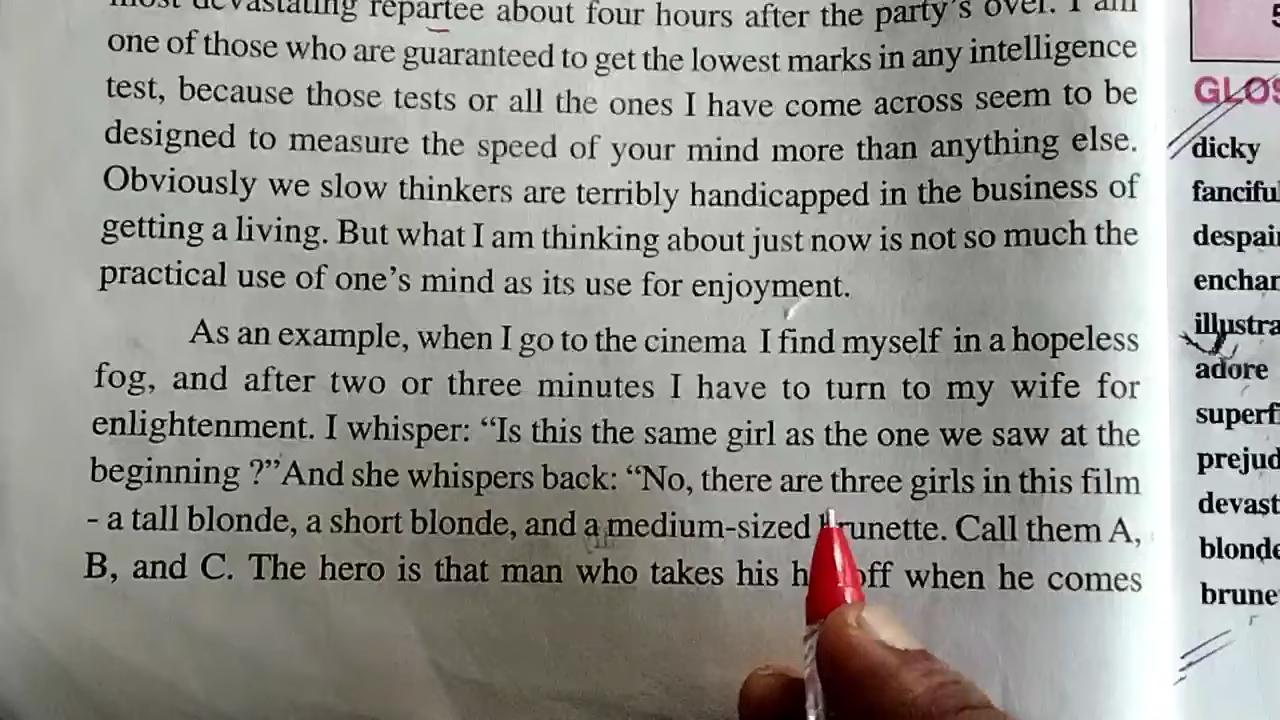 most devastating repartee about four hours after the party's over. I am
one of those who are guaranteed to get the lowest marks in any intelligence
test, because those tests or all the ones I have come across seem to be
designed to measure the speed of your mind more than anything else.
Obviously we slow thinkers are terribly handicapped in the business of
getting a living. But what I am thinking about just now is not so much the
practical use of one's mind as its use for enjoyment.
As an example, when I go to the cinema I find myself in a hopeless
fog, and after two or three minutes I have to turn to my wife for
enlightenment. I whisper: “Is this the same girl as the one we saw at the
beginning ?”And she whispers back: “No, there are three girls in this film
- a tall blonde, a short blonde, and a medium-sized brunette. Call them A,
B, and C. The hero is that man who takes his off when he comes
5
GLOS
dicky
fanciful
despair
enchan
illustra
adore
superfi
prejud
devast
blonde
brune